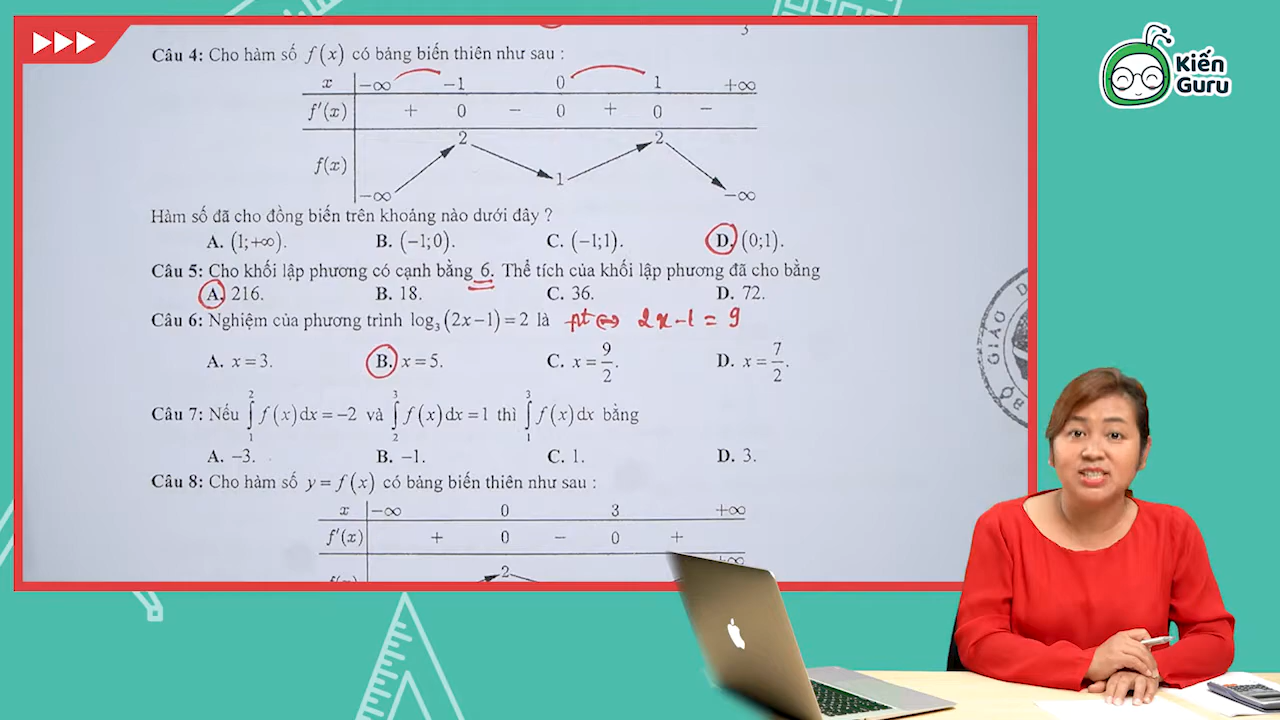 Kiến
Guru
3
Câu 4: Cho hàm số f(x) có bảng biến thiên như sau :
x −∞ −1 0 1 +∞
f′(x) + 0 − 0 + 0 −
2 2
f(x)
1
−∞ −∞
Hàm số đã cho đồng biến trên khoảng nào dưới đây ?
A. (1;+∞). B. (−1;0). C. (−1;1). D. (0;1).
Câu 5: Cho khối lập phương có cạnh bằng 6. Thể tích của khối lập phương đã cho bằng
A. 216. B. 18. C. 36. D. 72.
Câu 6: Nghiệm của phương trình log₃(2x−1)=2 là pt ⇔ 2x−1 = 9
A. x=3. B. x=5. C. x=9/2. D. x=7/2.
Câu 7: Nếu ∫₁² f(x)dx=−2 và ∫₂³ f(x)dx=1 thì ∫₁³ f(x)dx bằng
A. −3. B. −1. C. 1. D. 3.
Câu 8: Cho hàm số y=f(x) có bảng biến thiên như sau :
x −∞ 0 3 +∞
f′(x) + 0 − 0 +
2 +∞
BỘ GIÁO D